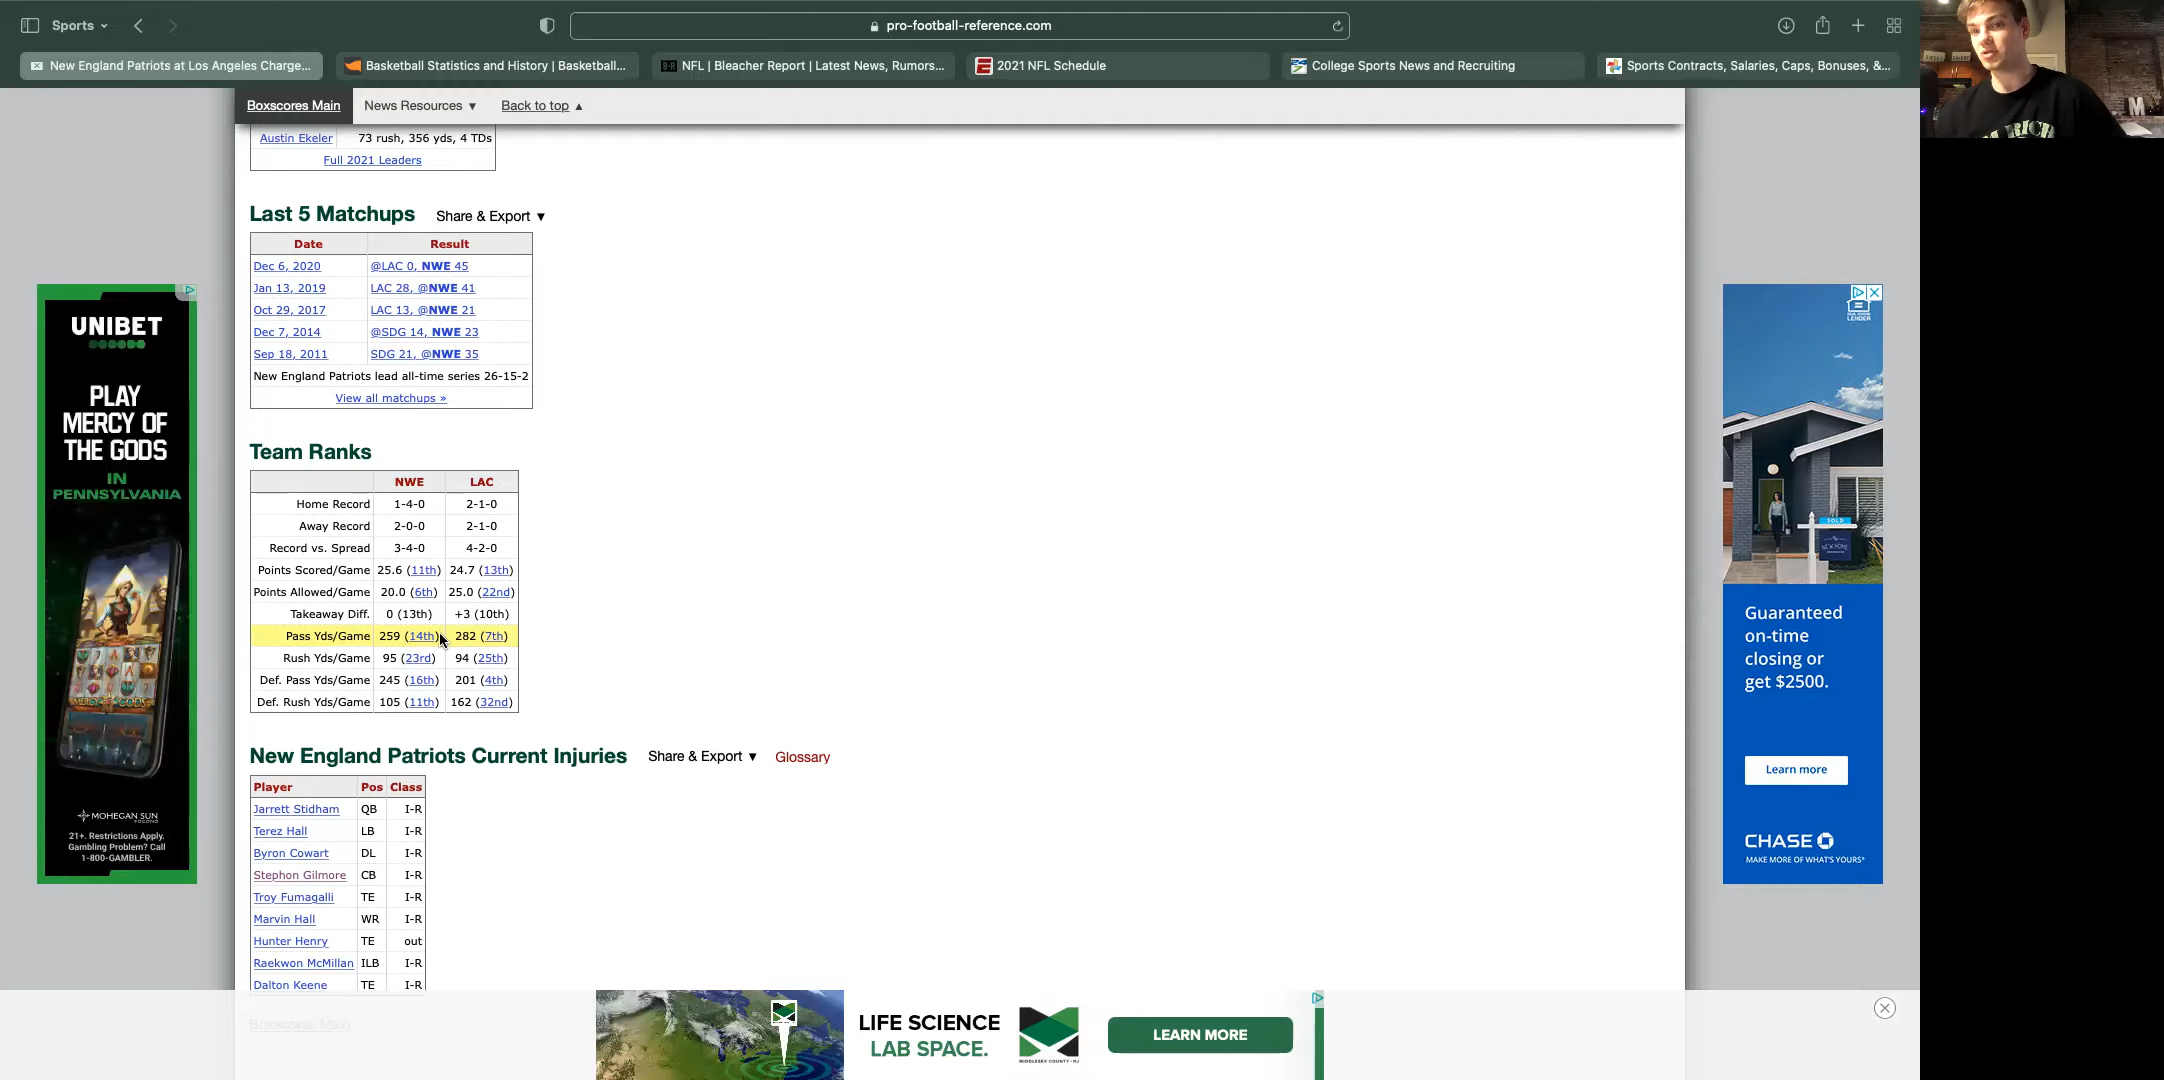 Sports
pro-football-reference.com
New England Patriots at Los Angeles Charge...
Basketball Statistics and History | Basketball...
NFL | Bleacher Report | Latest News, Rumors...
2021 NFL Schedule
College Sports News and Recruiting
Sports Contracts, Salaries, Caps, Bonuses, &...
Boxscores Main
News Resources ▼
Back to top ▲
Austin Ekeler 73 rush, 356 yds, 4 TDs
Full 2021 Leaders
Last 5 Matchups Share & Export ▼
Date Result
Dec 6, 2020 @LAC 0, NWE 45
Jan 13, 2019 LAC 28, @NWE 41
Oct 29, 2017 LAC 13, @NWE 21
Dec 7, 2014 @SDG 14, NWE 23
Sep 18, 2011 SDG 21, @NWE 35
New England Patriots lead all-time series 26-15-2
View all matchups »
Team Ranks
NWE LAC
Home Record 1-4-0 2-1-0
Away Record 2-0-0 2-1-0
Record vs. Spread 3-4-0 4-2-0
Points Scored/Game 25.6 (11th) 24.7 (13th)
Points Allowed/Game 20.0 (6th) 25.0 (22nd)
Takeaway Diff. 0 (13th) +3 (10th)
Pass Yds/Game 259 (14th) 282 (7th)
Rush Yds/Game 95 (23rd) 94 (25th)
Def. Pass Yds/Game 245 (16th) 201 (4th)
Def. Rush Yds/Game 105 (11th) 162 (32nd)
New England Patriots Current Injuries Share & Export ▼ Glossary
Player Pos Class
Jarrett Stidham QB I-R
Terez Hall LB I-R
Byron Cowart DL I-R
Stephon Gilmore CB I-R
Troy Fumagalli TE I-R
Marvin Hall WR I-R
Hunter Henry TE out
Raekwon McMillan ILB I-R
Dalton Keene TE I-R
Boxscores Main
UNIBET
PLAY
MERCY OF
THE GODS
IN
PENNSYLVANIA
MOHEGAN SUN
POCONO
21+. Restrictions Apply.
Gambling Problem? Call
1-800-GAMBLER.
SOLD
Guaranteed
on-time
closing or
get $2500.
Learn more
CHASE
MAKE MORE OF WHAT'S YOURS®
LIFE SCIENCE
LAB SPACE.
MIDDLESEX COUNTY • NJ
LEARN MORE
RICH
M